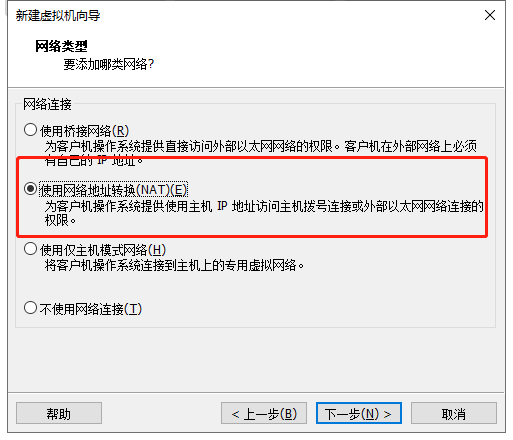 新建虚拟机向导
网络类型
要添加哪类网络?
网络连接
使用桥接网络(R)
为客户机操作系统提供直接访问外部以太网网络的权限。客户机在外部网络上必须
有自己的 IP 地址。
使用网络地址转换(NAT)(E)
为客户机操作系统提供使用主机 IP 地址访问主机拨号连接或外部以太网网络连接的
权限。
使用仅主机模式网络(H)
将客户机操作系统连接到主机上的专用虚拟网络。
不使用网络连接(T)
帮助
< 上一步(B)
下一步(N) >
取消